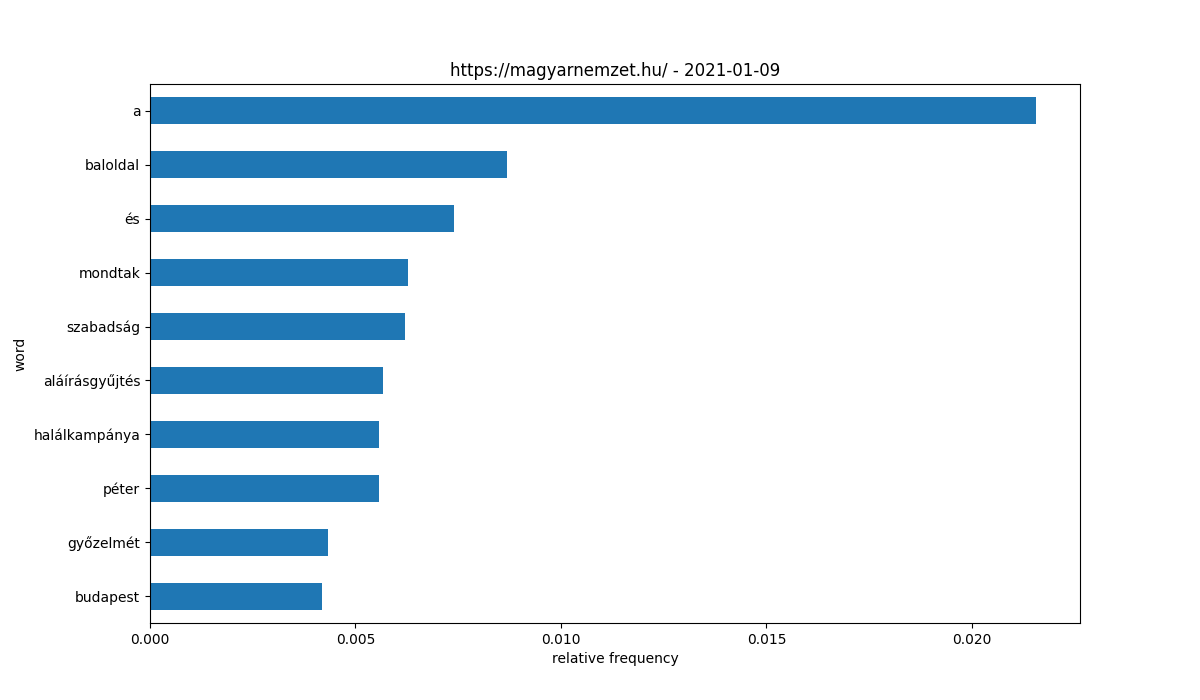 https://magyarnemzet.hu/ - 2021-01-09
a
baloldal
és
mondtak
szabadság
aláírásgyűjtés
halálkampánya
péter
győzelmét
budapest
word
0.000 0.005 0.010 0.015 0.020
relative frequency